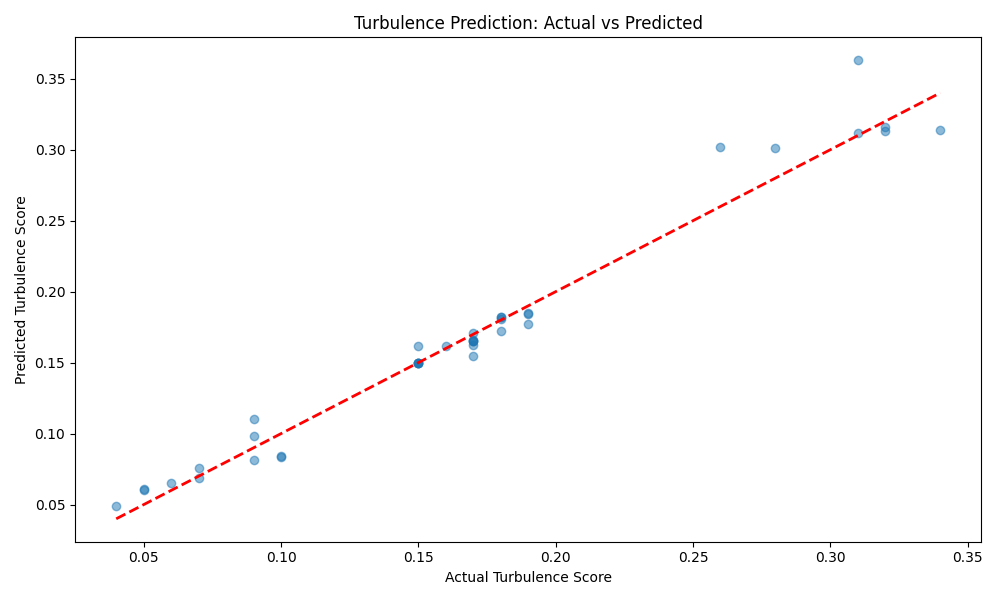 Turbulence Prediction: Actual vs Predicted
0.35
0.30
0.25
0.20
0.15
0.10
0.05
Predicted Turbulence Score
0.05 0.10 0.15 0.20 0.25 0.30 0.35
Actual Turbulence Score